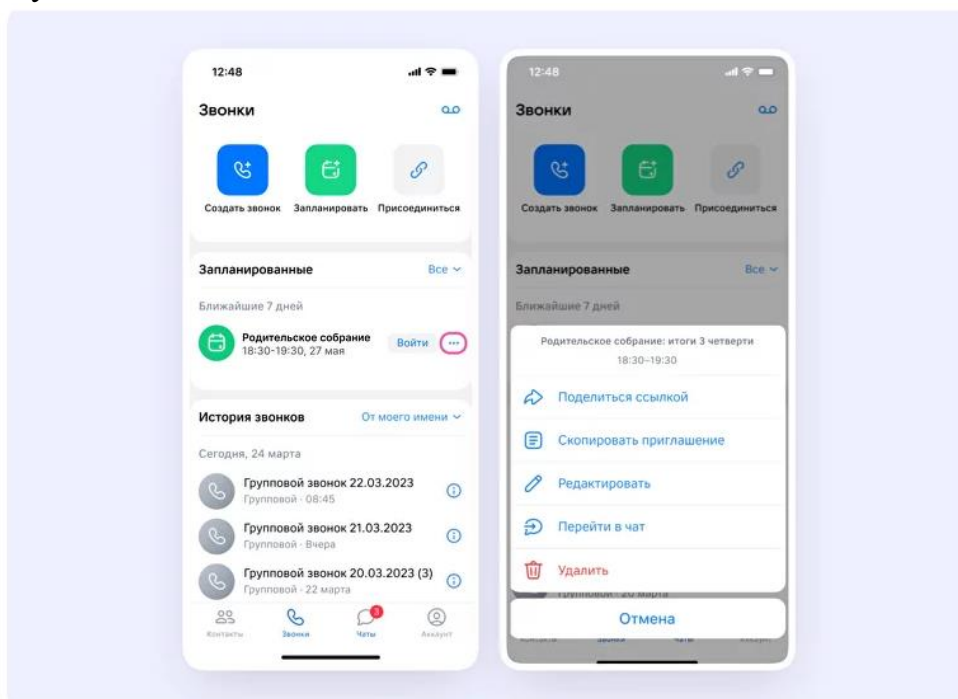 12:48
Звонки
Создать звонок Запланировать Присоединиться
Запланированные Все
Ближайшие 7 дней
Родительское собрание
18:30-19:30, 27 мая
Войти
История звонков От моего имени
Сегодня, 24 марта
Групповой звонок 22.03.2023
Групповой · 08:45
Групповой звонок 21.03.2023
Групповой · Вчера
Групповой звонок 20.03.2023 (3)
Групповой · 22 марта
3
Контакты Звонки Чаты Аккаунт
12:48
Звонки
Создать звонок Запланировать Присоединиться
Запланированные Все
Ближайшие 7 дней
Родительское собрание: итоги 3 четверти
18:30–19:30
Поделиться ссылкой
Скопировать приглашение
Редактировать
Перейти в чат
Удалить
Отмена